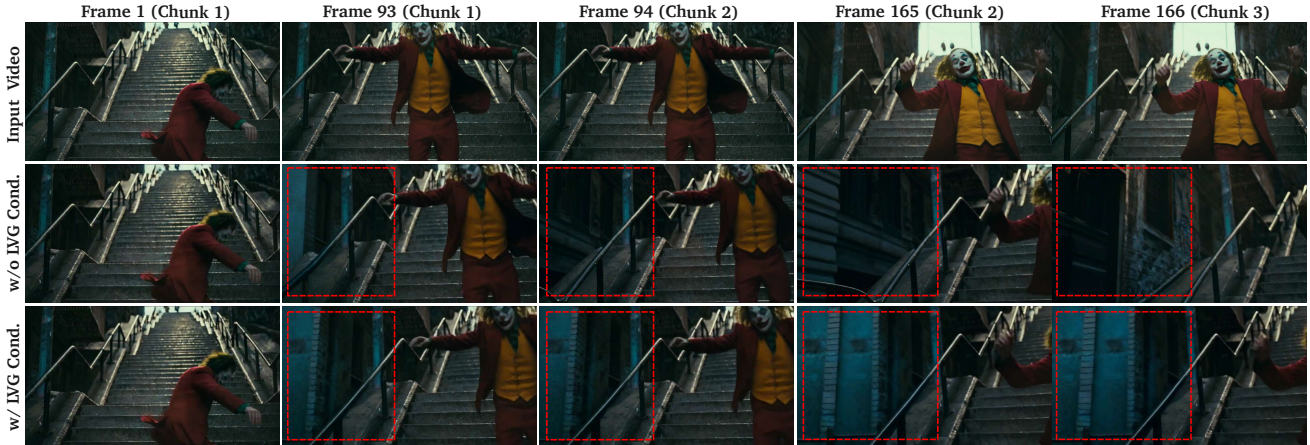 Frame 1 (Chunk 1) Frame 93 (Chunk 1) Frame 94 (Chunk 2) Frame 165 (Chunk 2) Frame 166 (Chunk 3)
Input Video
w/o LVG Cond.
w/ LVG Cond.